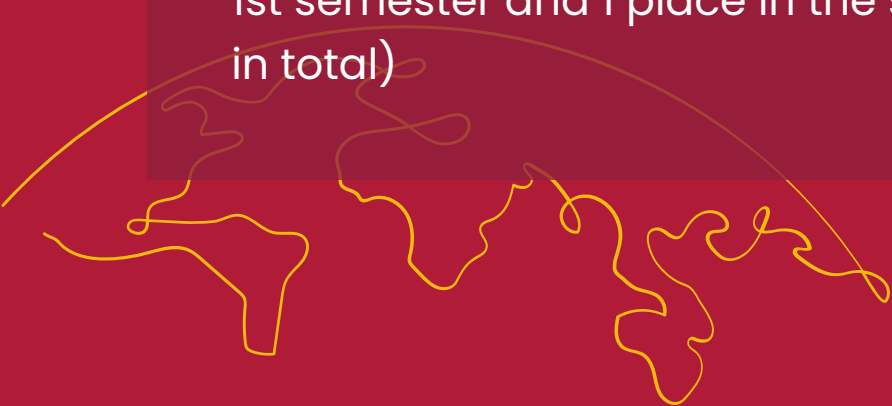 1st semester and 1 place in the
in total)